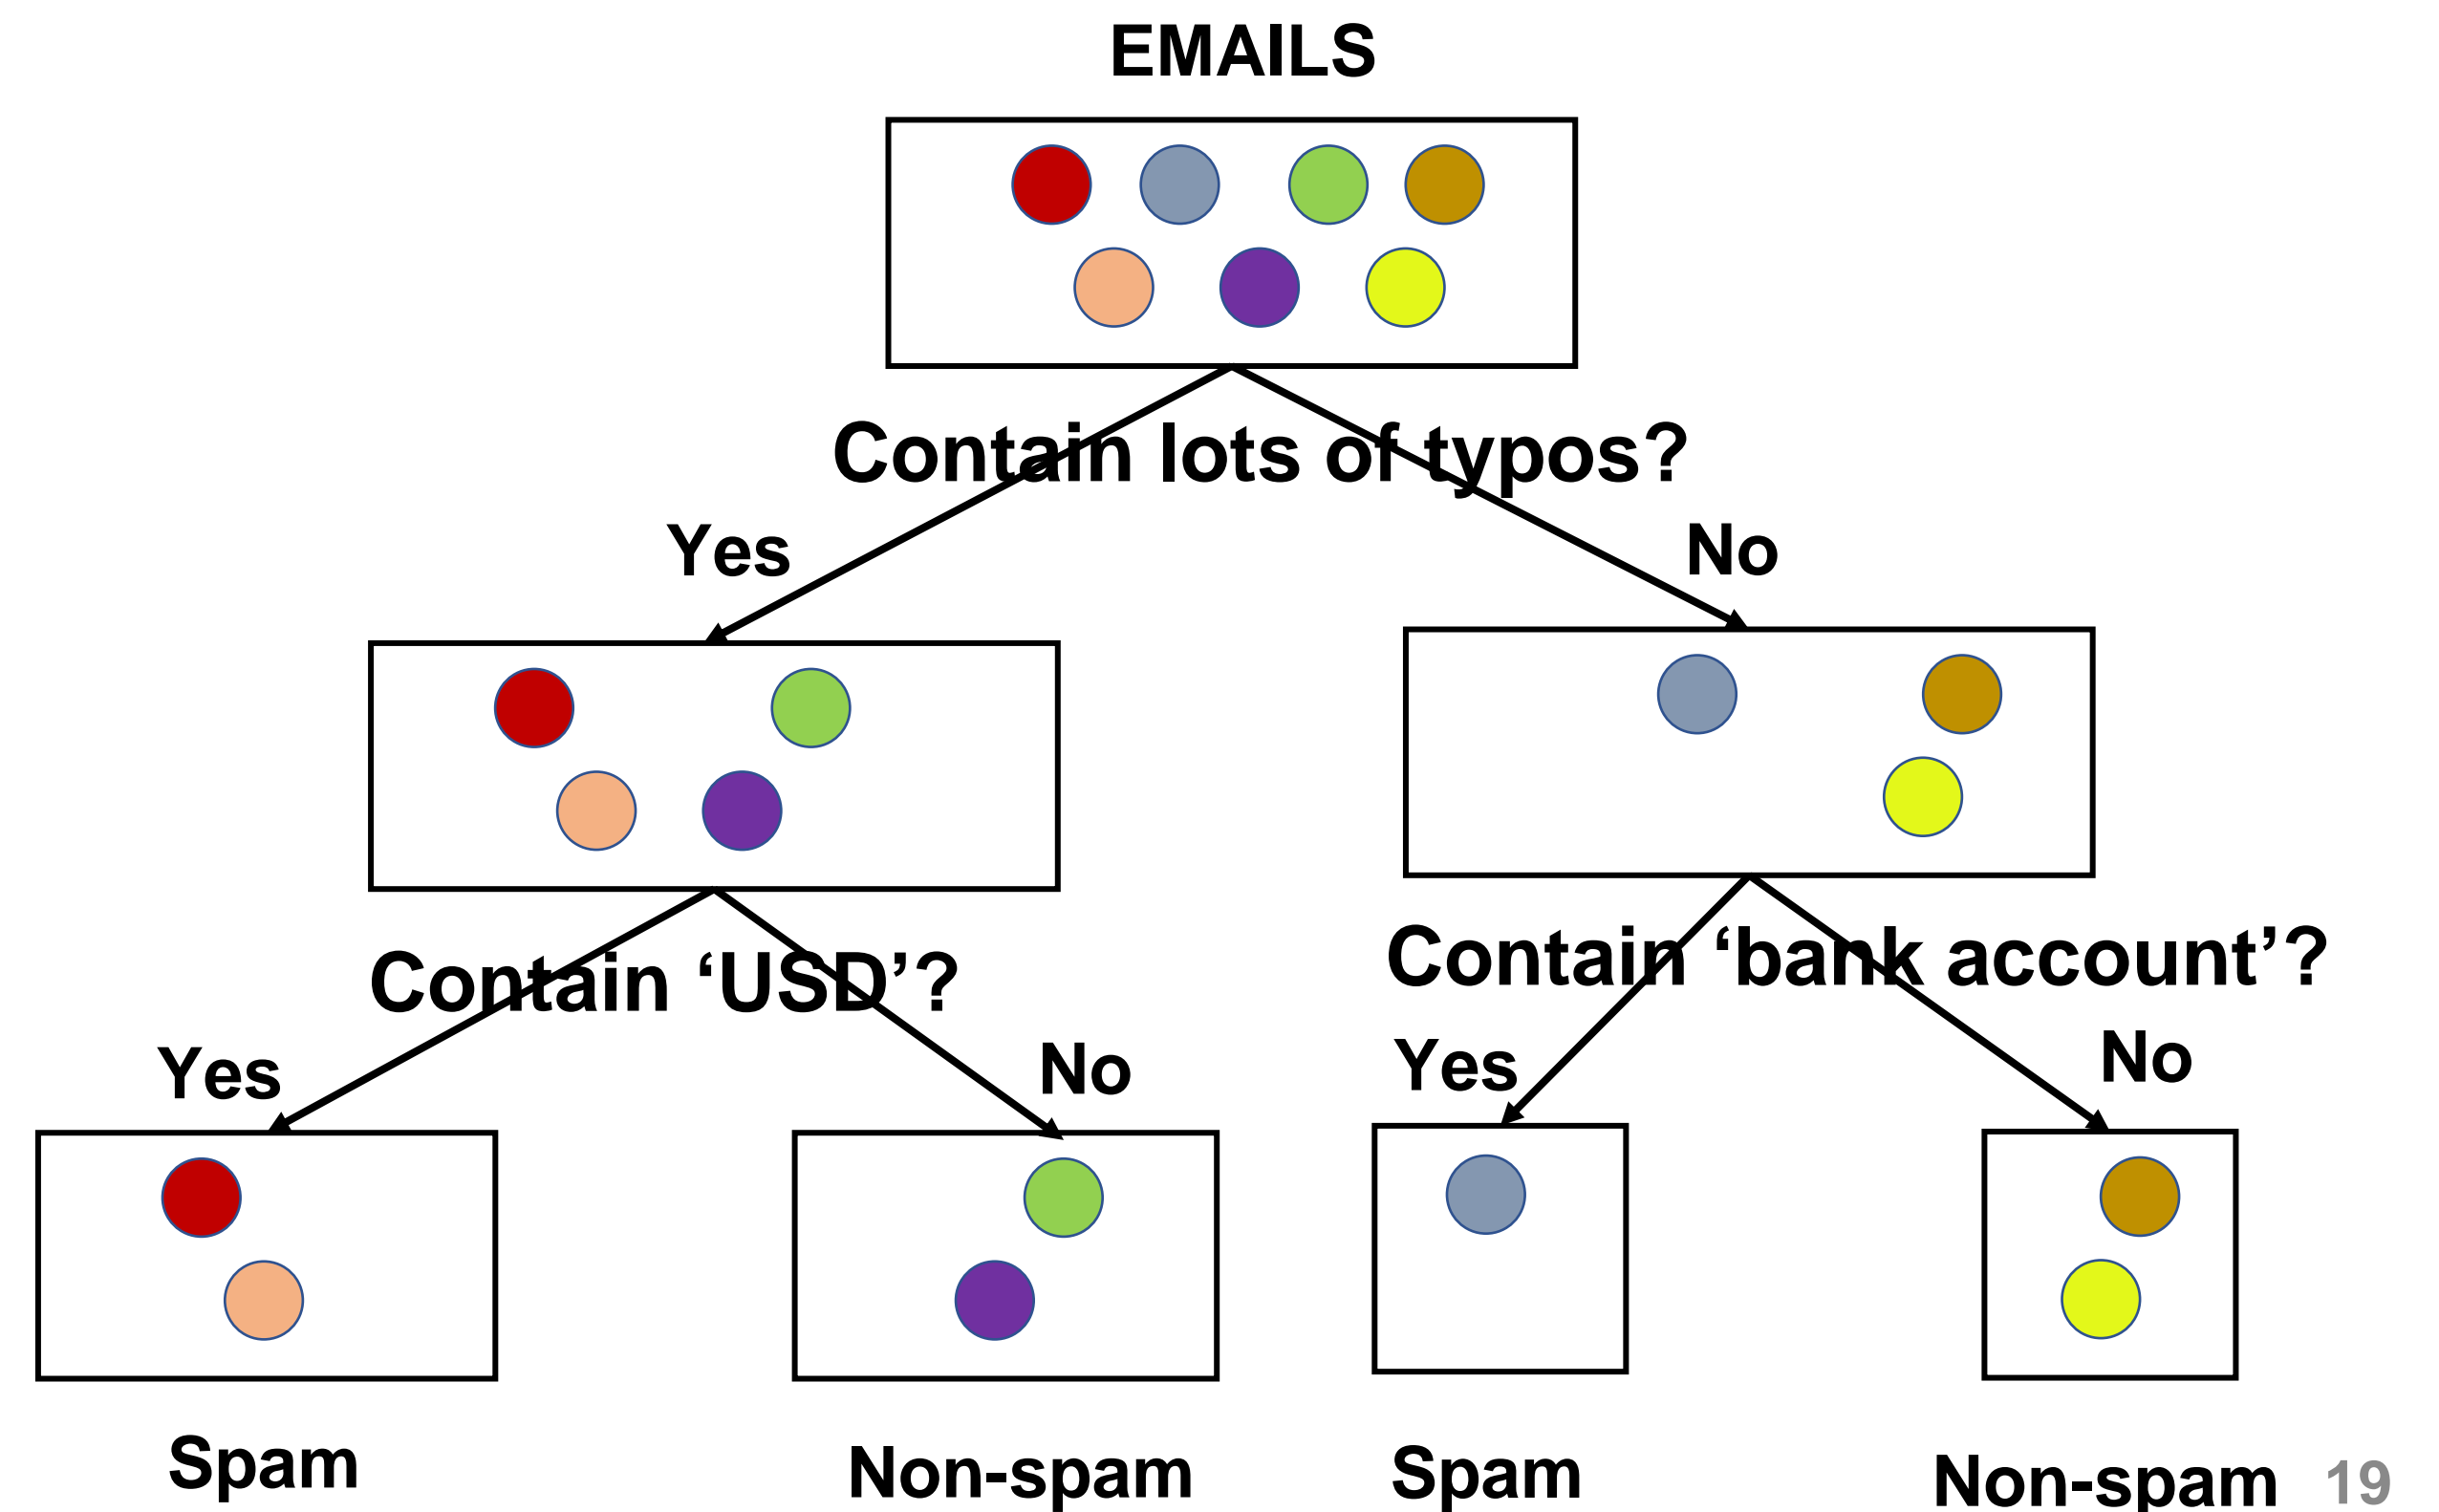 EMAILS
Contain lots of typos?
Yes
No
Contain ‘USD’?
Contain ‘bank account’?
Yes
No
Yes
No
Spam
Non-spam
Spam
Non-spam
19